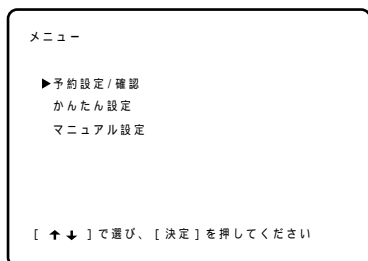 メニュー
▶予約設定/確認
かんたん設定
マニュアル設定
[ ↑↓ ]で選び、[決定]を押してください